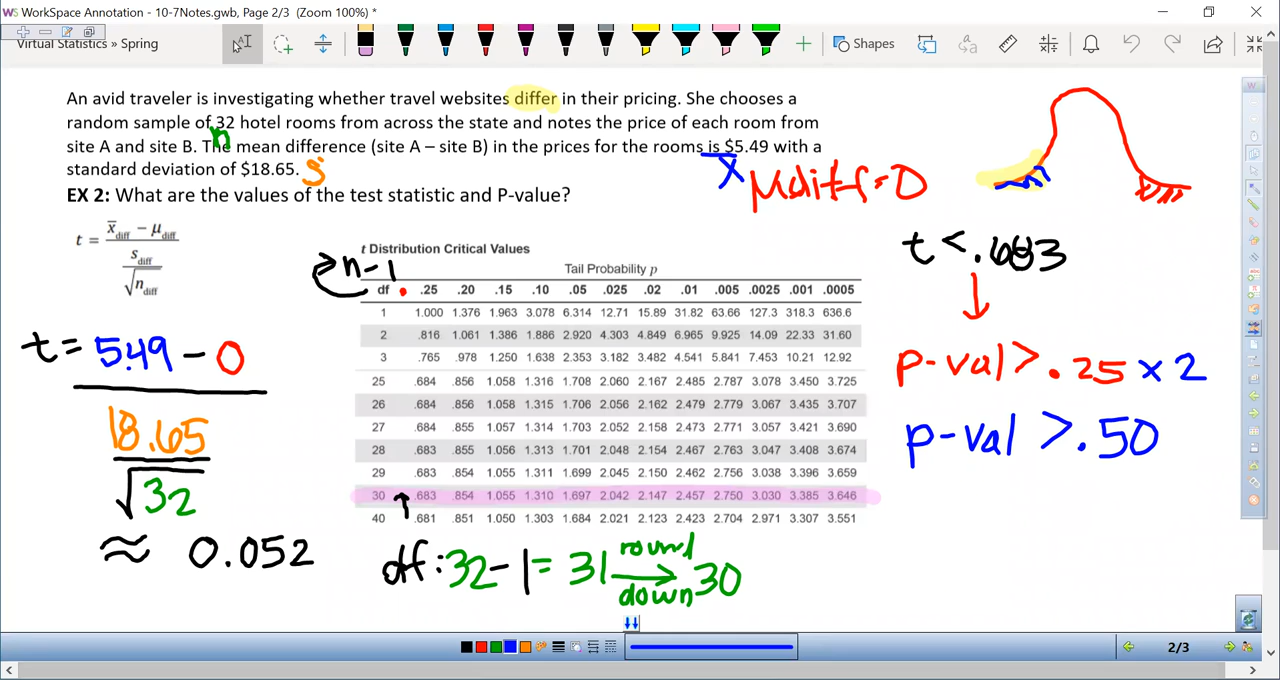 WorkSpace Annotation - 10-7Notes.gwb, Page 2/3 (Zoom 100%) *
Virtual Statistics » Spring
Shapes
An avid traveler is investigating whether travel websites differ in their pricing. She chooses a
random sample of 32 hotel rooms from across the state and notes the price of each room from
n
site A and site B. The mean difference (site A – site B) in the prices for the rooms is $5.49 with a
x̄
standard deviation of $18.65. s
μdiff = 0
EX 2: What are the values of the test statistic and P-value?
t = x̄diff − μdiff
sdiff
√ndiff
t Distribution Critical Values
n-1
Tail Probability p
df .25 .20 .15 .10 .05 .025 .02 .01 .005 .0025 .001 .0005
1 1.000 1.376 1.963 3.078 6.314 12.71 15.89 31.82 63.66 127.3 318.3 636.6
2 .816 1.061 1.386 1.886 2.920 4.303 4.849 6.965 9.925 14.09 22.33 31.60
3 .765 .978 1.250 1.638 2.353 3.182 3.482 4.541 5.841 7.453 10.21 12.92
25 .684 .856 1.058 1.316 1.708 2.060 2.167 2.485 2.787 3.078 3.450 3.725
26 .684 .856 1.058 1.315 1.706 2.056 2.162 2.479 2.779 3.067 3.435 3.707
27 .684 .855 1.057 1.314 1.703 2.052 2.158 2.473 2.771 3.057 3.421 3.690
28 .683 .855 1.056 1.313 1.701 2.048 2.154 2.467 2.763 3.047 3.408 3.674
29 .683 .854 1.055 1.311 1.699 2.045 2.150 2.462 2.756 3.038 3.396 3.659
30 .683 .854 1.055 1.310 1.697 2.042 2.147 2.457 2.750 3.030 3.385 3.646
40 .681 .851 1.050 1.303 1.684 2.021 2.123 2.423 2.704 2.971 3.307 3.551
t = 5.49 - 0
18.65
√32
≈ 0.052
df: 32 - 1 = 31 round down → 30
t < .683
p-val > .25 x 2
p-val > .50
2/3